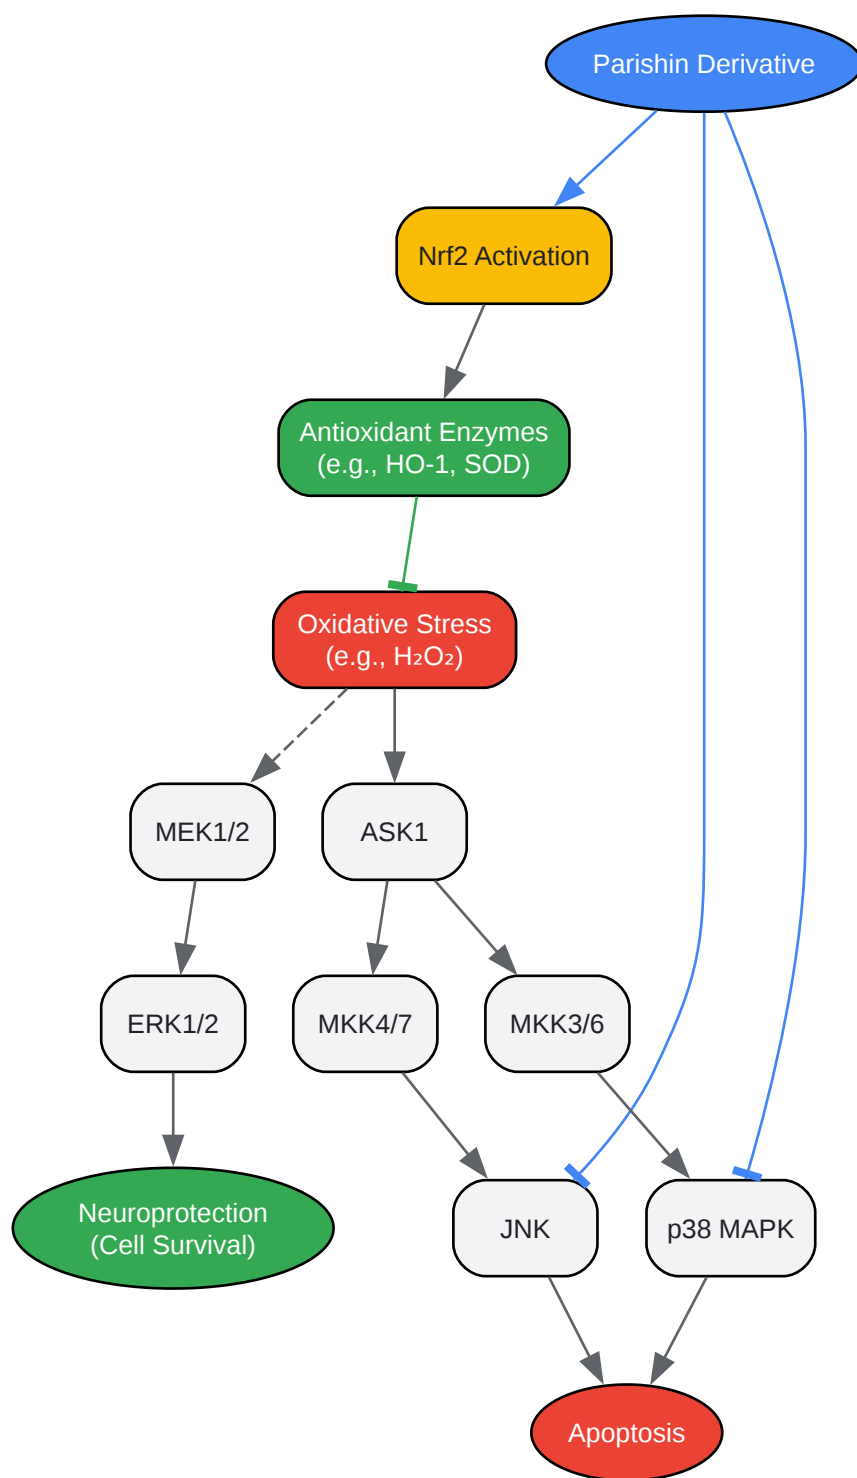 Parishin Derivative
Nrf2 Activation
Antioxidant Enzymes
(e.g., HO-1, SOD)
Oxidative Stress
(e.g., H₂O₂)
MEK1/2
ASK1
ERK1/2
MKK4/7
MKK3/6
Neuroprotection
(Cell Survival)
JNK
p38 MAPK
Apoptosis